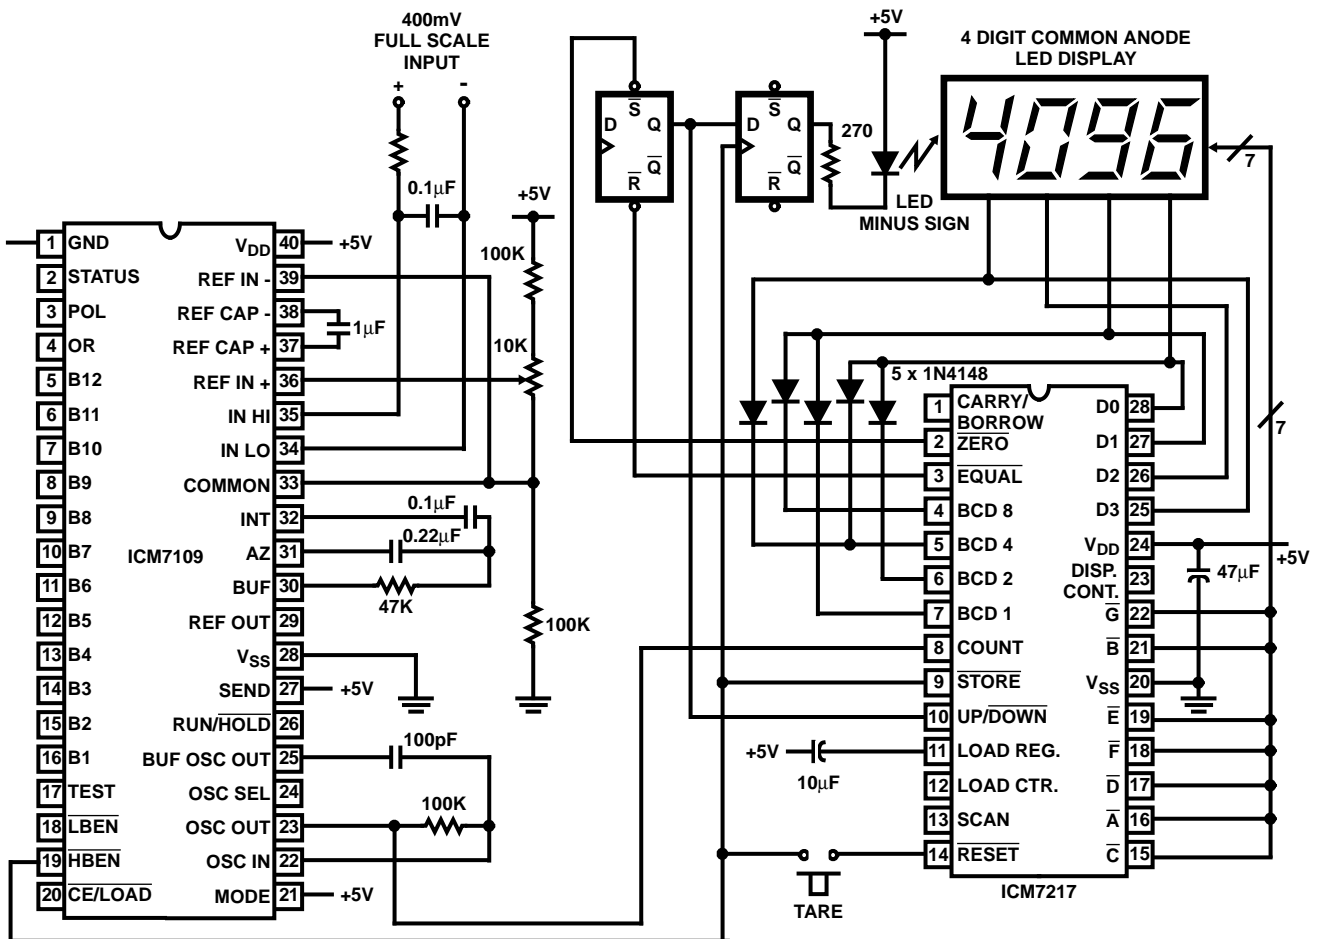 400mV
FULL SCALE
INPUT
+ -
0.1μF
+5V
100K
10K
1 GND
2 STATUS
3 POL
4 OR
5 B12
6 B11
7 B10
8 B9
9 B8
10 B7
11 B6
12 B5
13 B4
14 B3
15 B2
16 B1
17 TEST
18 LBEN
19 HBEN
20 CE/LOAD
ICM7109
VDD 40 +5V
REF IN - 39
REF CAP - 38
1μF
REF CAP + 37
REF IN + 36
IN HI 35
IN LO 34
COMMON 33
INT 32
0.1μF
AZ 31
0.22μF
BUF 30
47K
REF OUT 29
100K
VSS 28
SEND 27 +5V
RUN/HOLD 26
BUF OSC OUT 25
100pF
OSC SEL 24
OSC OUT 23
100K
OSC IN 22
MODE 21 +5V
D S Q
Q
R
D S Q
Q
R
270
+5V
LED
MINUS SIGN
4 DIGIT COMMON ANODE
LED DISPLAY
4096
7
7
5 x 1N4148
1 CARRY/
BORROW
2 ZERO
3 EQUAL
4 BCD 8
5 BCD 4
6 BCD 2
7 BCD 1
8 COUNT
9 STORE
10 UP/DOWN
+5V
10μF
11 LOAD REG.
12 LOAD CTR.
13 SCAN
14 RESET
TARE
D0 28
D1 27
D2 26
D3 25
VDD 24
+5V
47μF
DISP.
CONT. 23
G 22
B 21
VSS 20
E 19
F 18
D 17
A 16
C 15
ICM7217